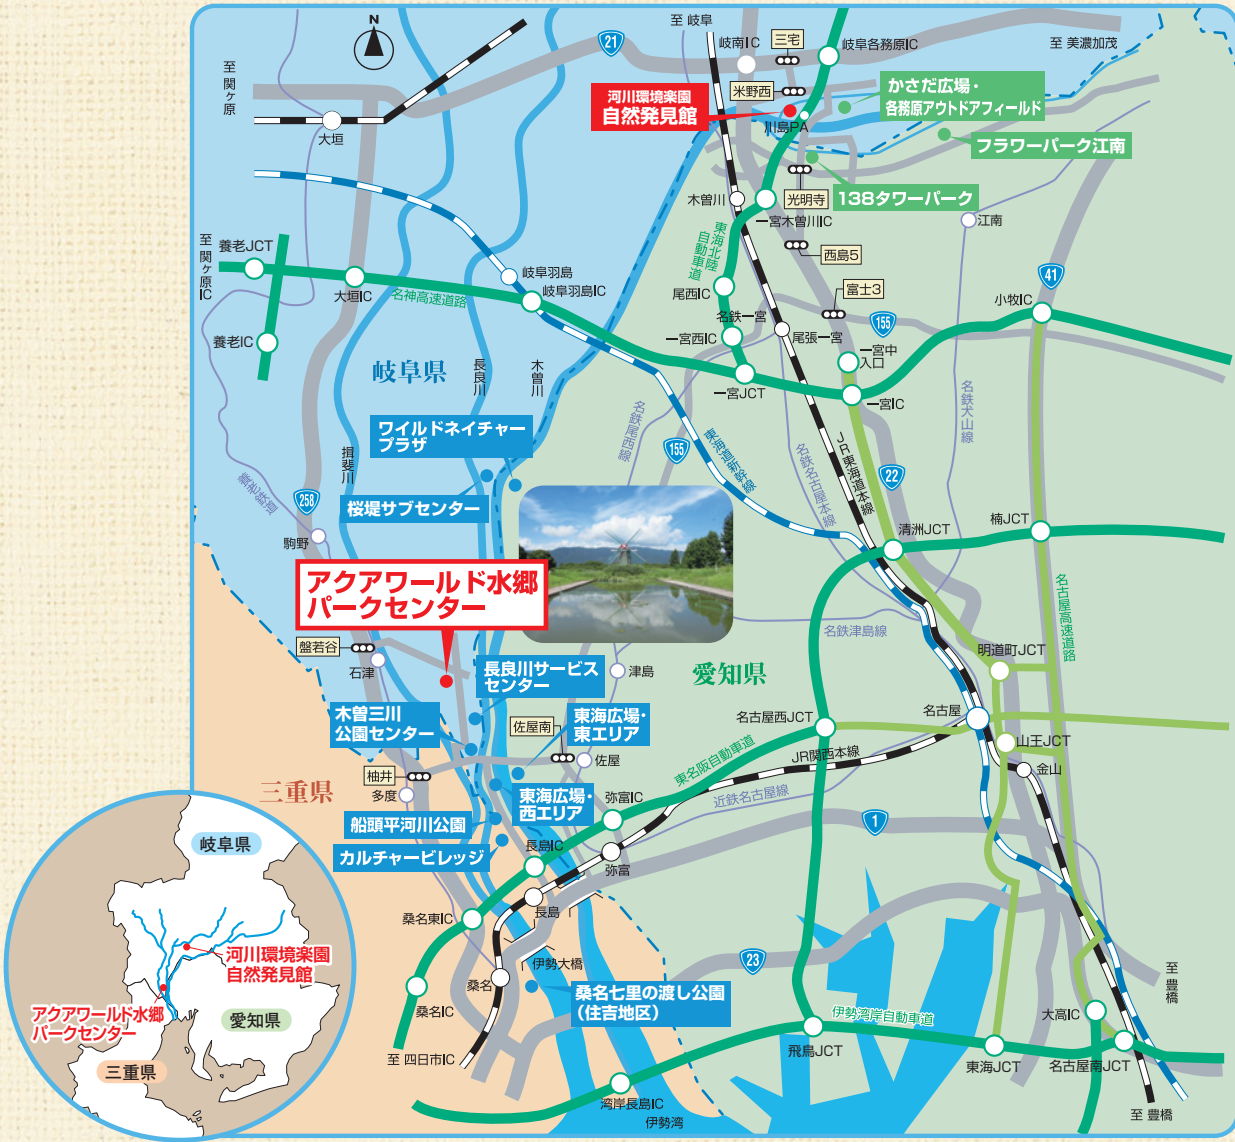 N
至 岐阜
岐南IC
三宅
岐阜各務原IC
至 美濃加茂
21
至 関ヶ原
大垣
米野西
河川環境楽園
自然発見館
川島PA
かさだ広場・
各務原アウトドアフィールド
フラワーパーク江南
138タワーパーク
木曽川
光明寺
一宮木曽川IC
江南
西島5
東海北陸
自動車道
至 関ヶ原IC
養老JCT
大垣IC
名神高速道路
岐阜羽島
岐阜羽島IC
尾西IC
富士3
41
小牧IC
155
養老IC
名鉄一宮
一宮西IC
尾張一宮
一宮中
入口
岐阜県
長良川
木曽川
一宮JCT
一宮IC
名鉄犬山線
名鉄尾西線
ワイルドネイチャー
プラザ
155
東海道新幹線
名鉄名古屋本線
JR東海道本線
22
揖斐川
桜堤サブセンター
258
養老鉄道
駒野
清洲JCT
楠JCT
アクアワールド水郷
パークセンター
名古屋高速道路
名鉄津島線
盤若谷
石津
長良川サービス
センター
津島
愛知県
明道町JCT
木曽三川
公園センター
佐屋南
東海広場・
東エリア
名古屋西JCT
名古屋
山王JCT
佐屋
JR関西本線
金山
東名阪自動車道
柚井
多度
三重県
東海広場・
西エリア
弥富IC
近鉄名古屋線
船頭平河川公園
1
カルチャービレッジ
長島IC
弥富
岐阜県
長島
桑名東IC
伊勢大橋
23
河川環境楽園
自然発見館
桑名
桑名七里の渡し公園
（住吉地区）
至 豊橋
アクアワールド水郷
パークセンター
愛知県
桑名IC
伊勢湾岸自動車道
大高IC
三重県
至 四日市IC
飛島JCT
東海JCT
名古屋南JCT
湾岸長島IC
伊勢湾
至 豊橋